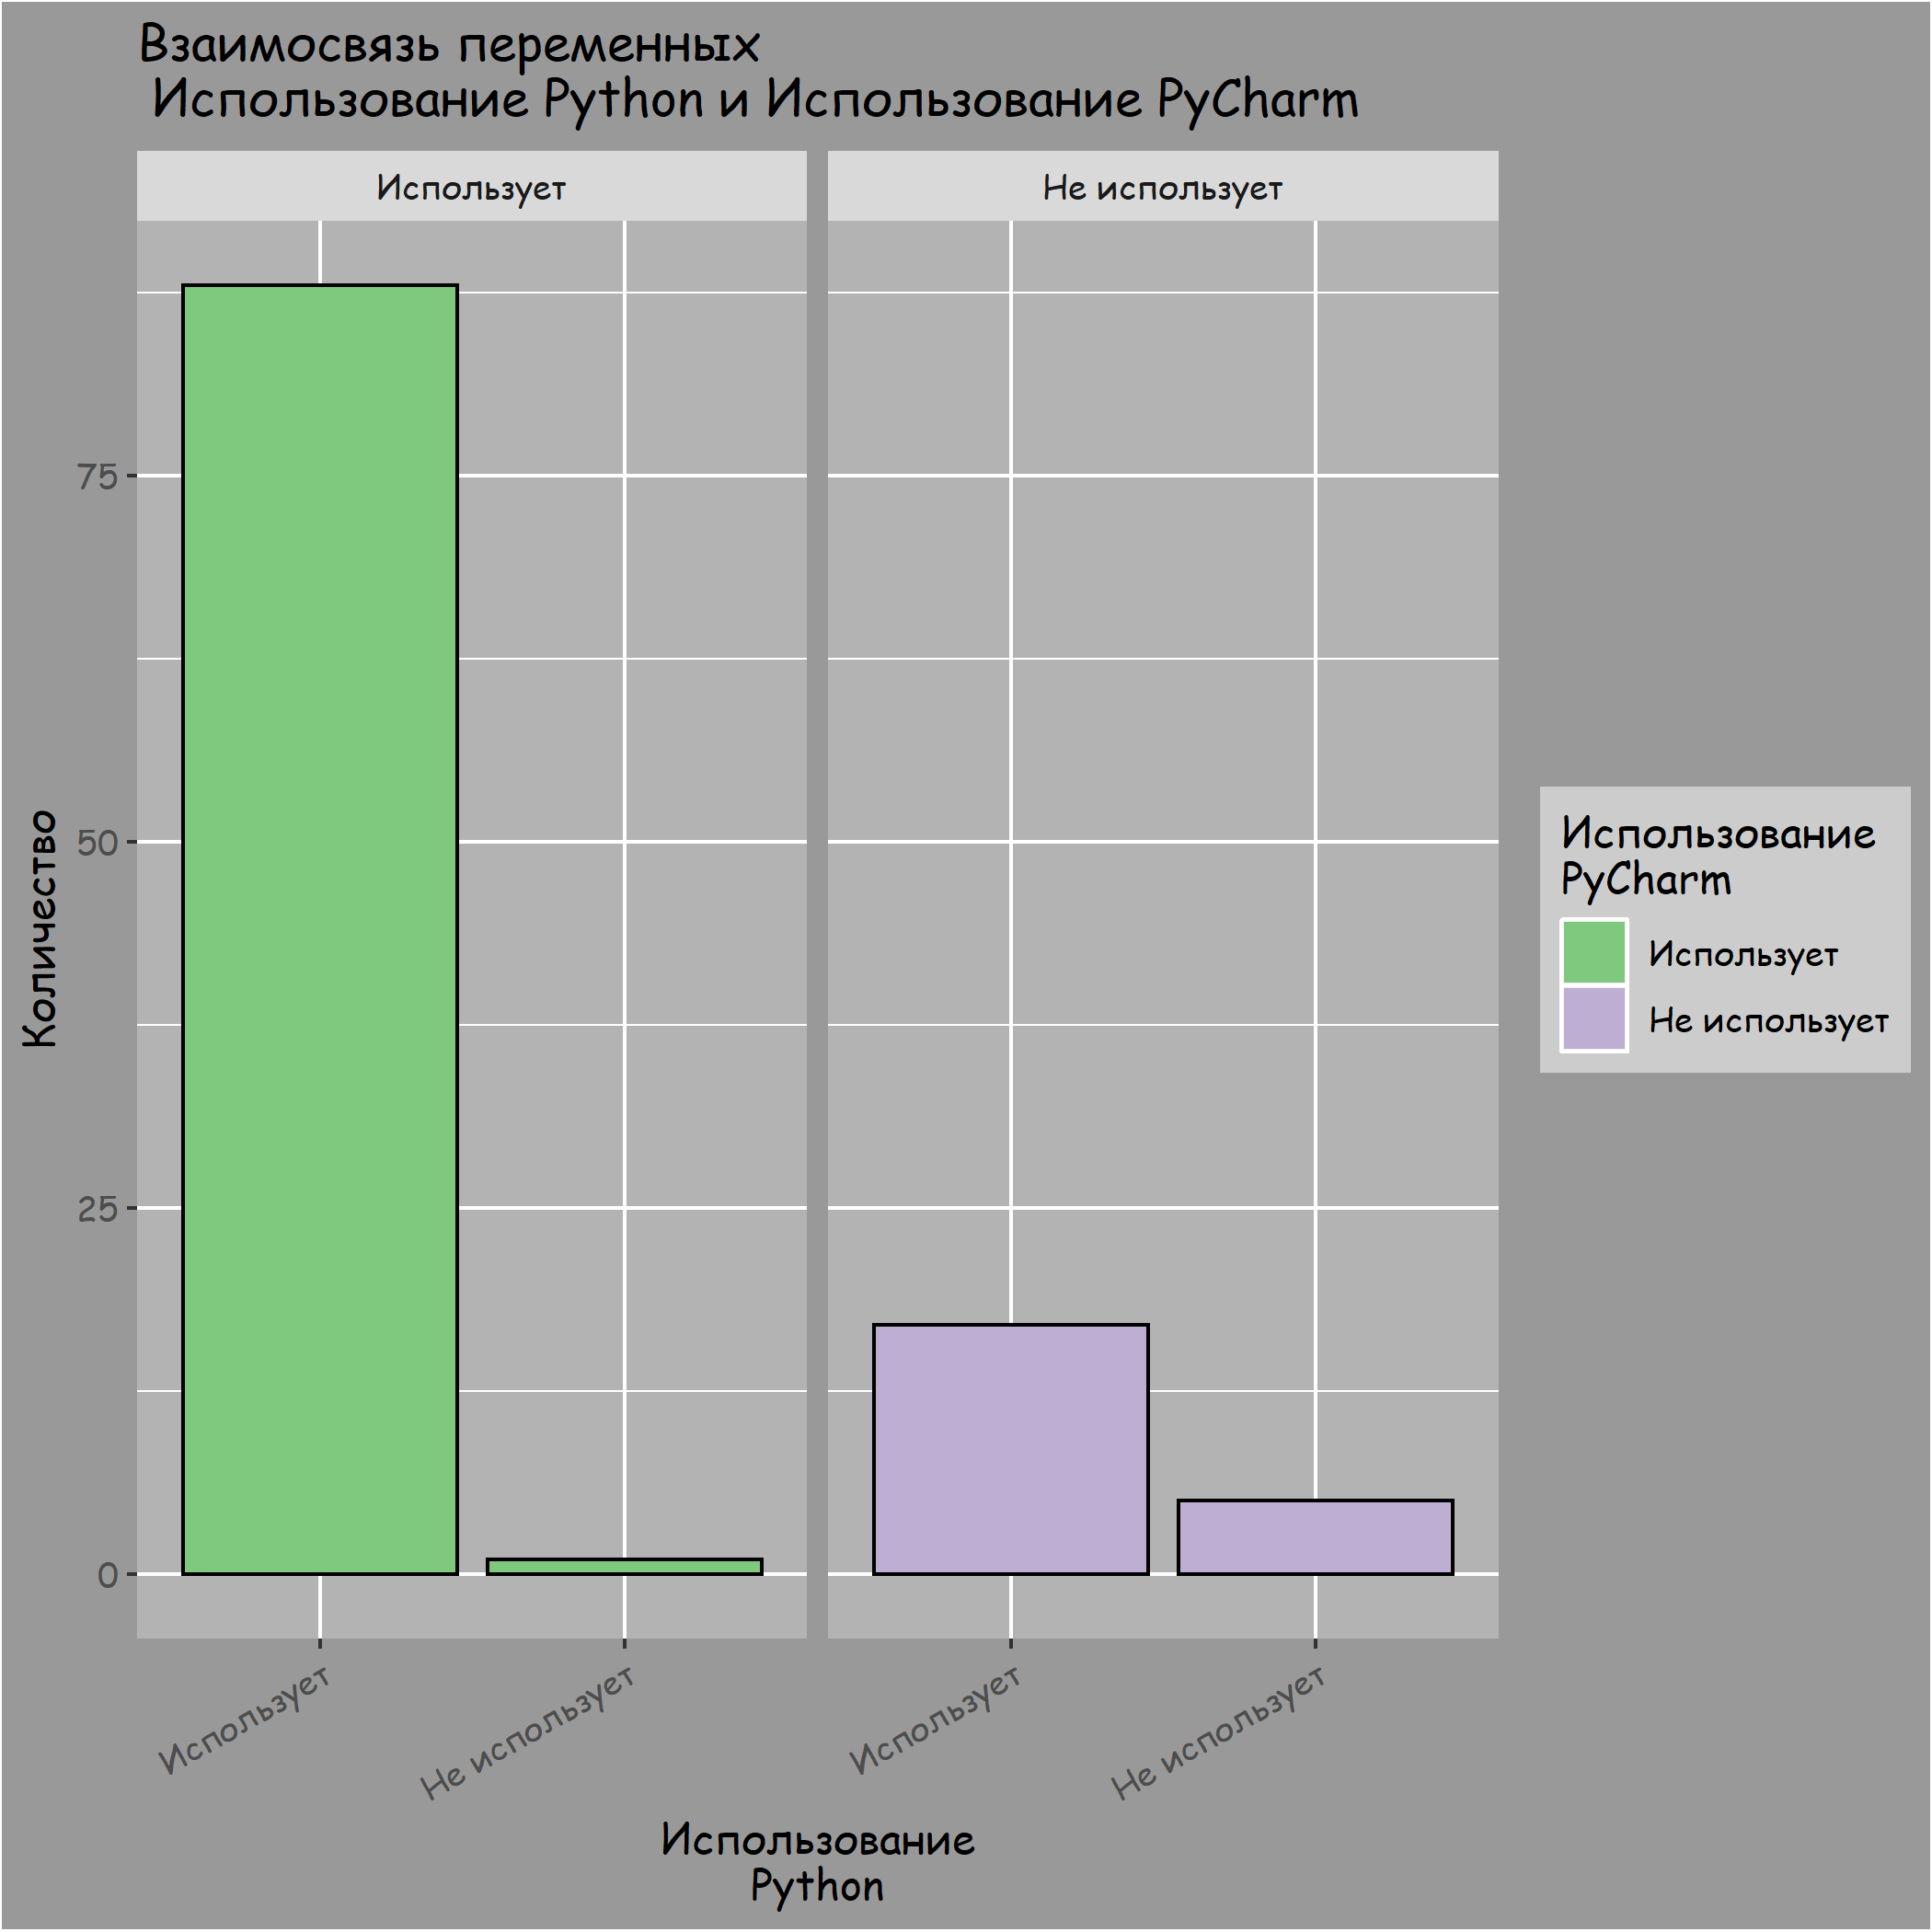 Взаимосвязь переменных
Использование Python и Использование PyCharm
Использует
Не использует
75
50
25
0
Количество
Использует
Не использует
Использует
Не использует
Использование
Python
Использование
PyCharm
Использует
Не использует